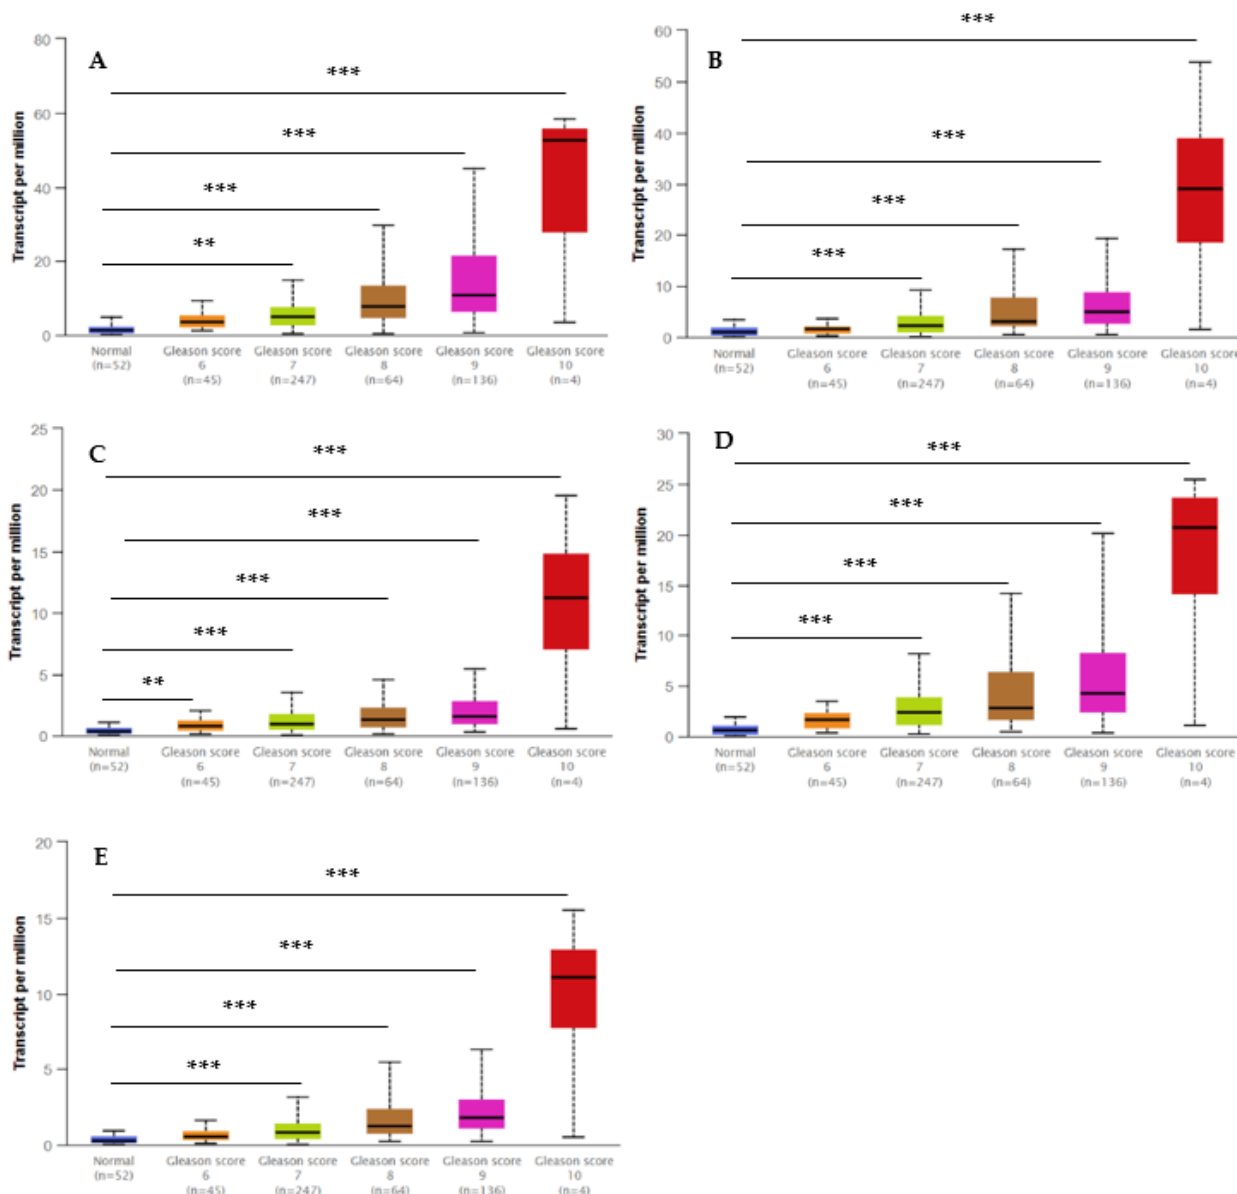 A
Transcript per million
80
60
40
20
0
***
***
***
**
Normal (n=52)
Gleason score 6 (n=45)
Gleason score 7 (n=247)
Gleason score 8 (n=64)
Gleason score 9 (n=136)
Gleason score 10 (n=4)
B
Transcript per million
60
50
40
30
20
10
0
***
***
***
***
Normal (n=52)
Gleason score 6 (n=45)
Gleason score 7 (n=247)
Gleason score 8 (n=64)
Gleason score 9 (n=136)
Gleason score 10 (n=4)
C
Transcript per million
25
20
15
10
5
0
***
***
***
***
**
Normal (n=52)
Gleason score 6 (n=45)
Gleason score 7 (n=247)
Gleason score 8 (n=64)
Gleason score 9 (n=136)
Gleason score 10 (n=4)
D
Transcript per million
30
25
20
15
10
5
0
***
***
***
***
Normal (n=52)
Gleason score 6 (n=45)
Gleason score 7 (n=247)
Gleason score 8 (n=64)
Gleason score 9 (n=136)
Gleason score 10 (n=4)
E
Transcript per million
20
15
10
5
0
***
***
***
***
Normal (n=52)
Gleason score 6 (n=45)
Gleason score 7 (n=247)
Gleason score 8 (n=64)
Gleason score 9 (n=136)
Gleason score 10 (n=4)